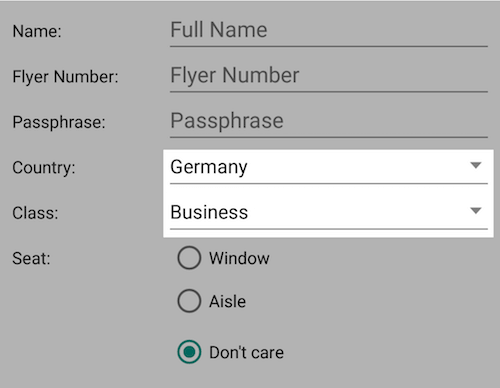 Name: Full Name
Flyer Number: Flyer Number
Passphrase: Passphrase
Country: Germany
Class: Business
Seat: Window
Aisle
Don't care